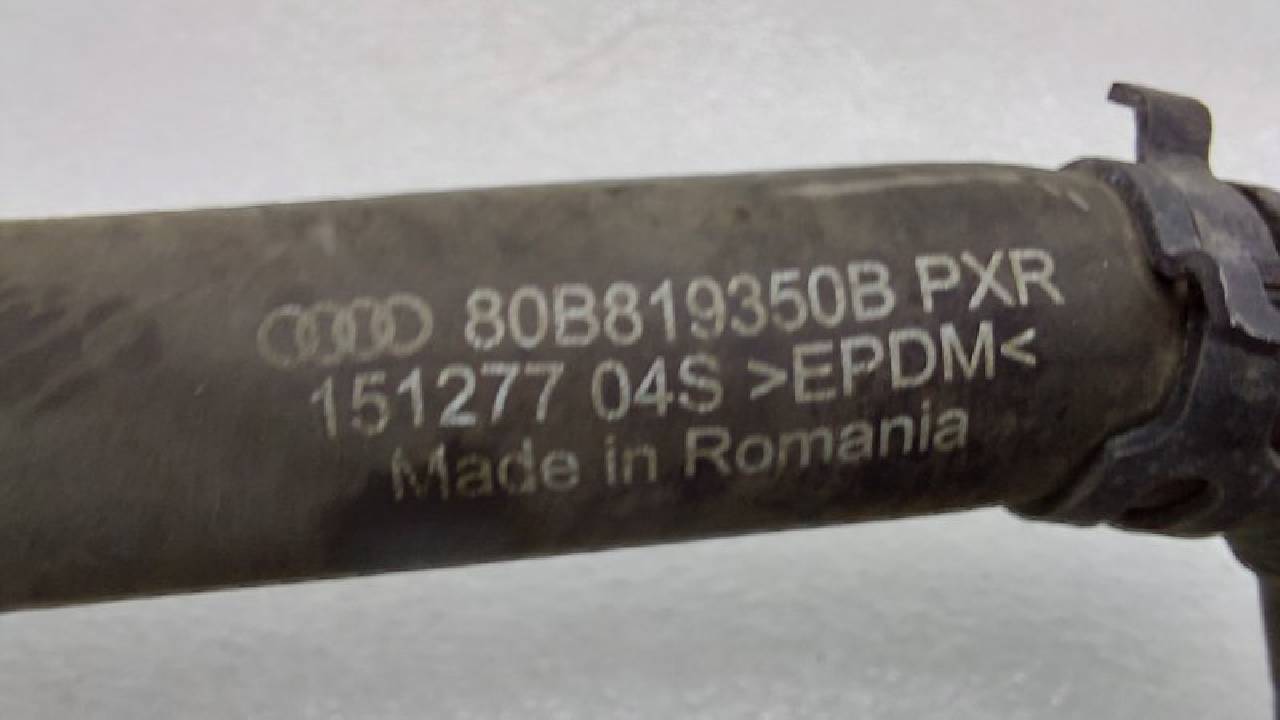 80B819350B PXR
151277 04S >EPDM<
Made in Romania